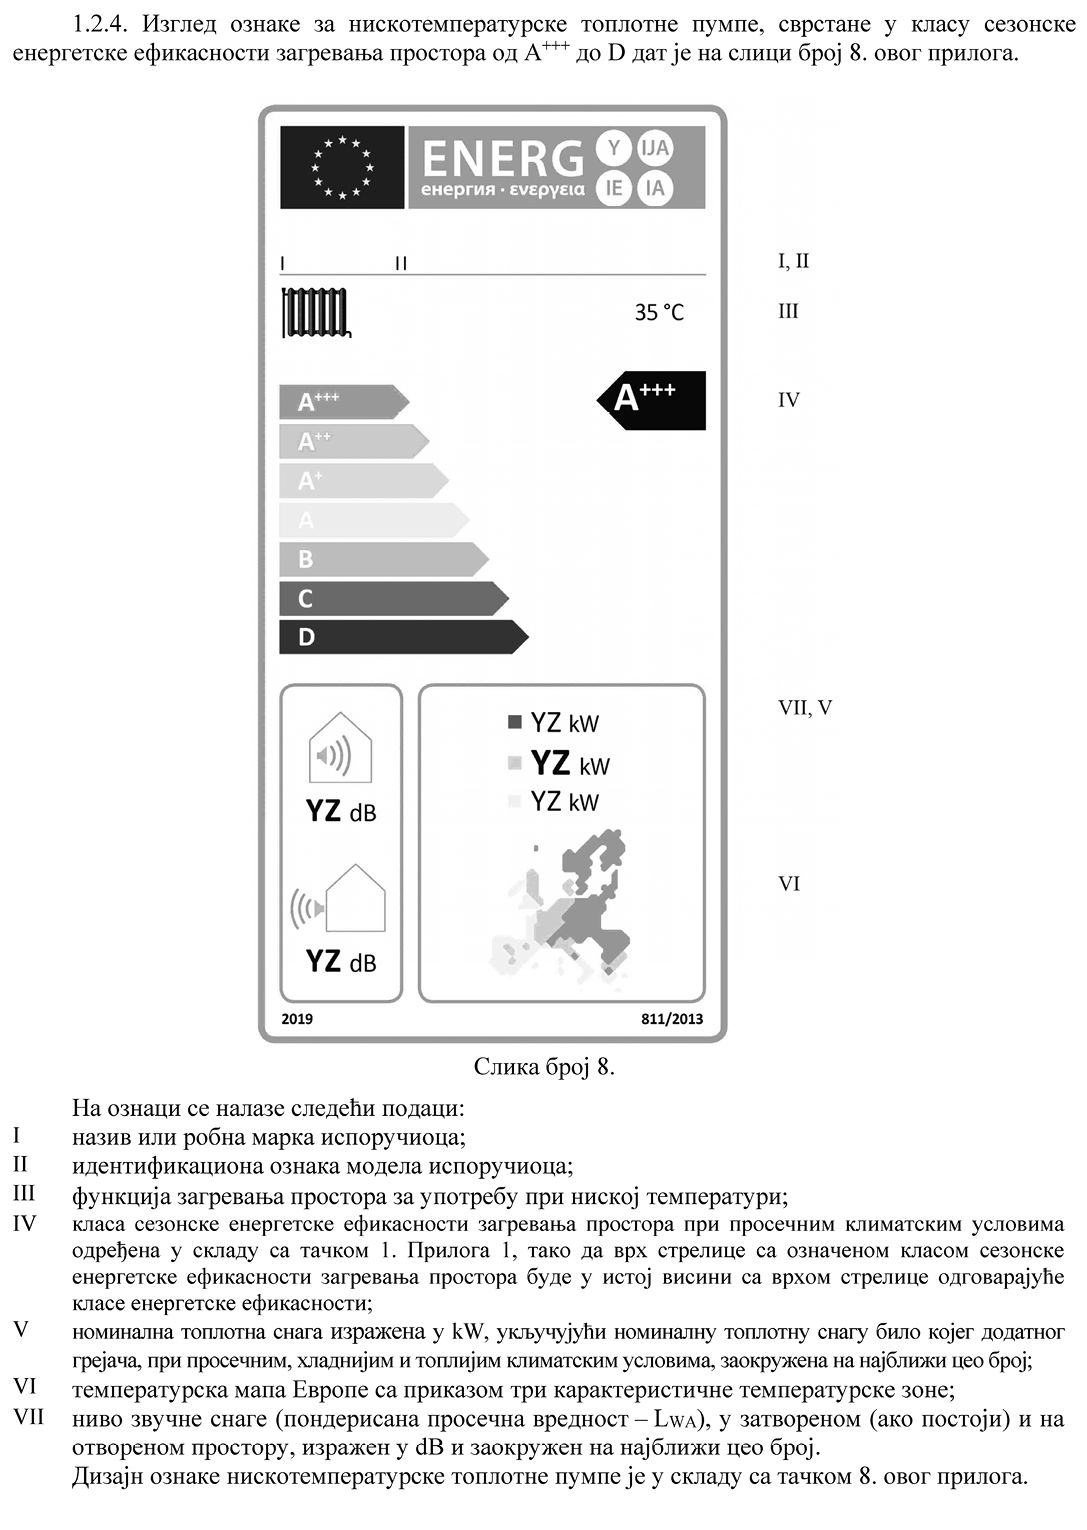 1.2.4. Изглед ознаке за нискотемпературске топлотне пумпе, сврстане у класу сезонске
енергетске ефикасности загревања простора од А+++ до D дат је на слици број 8. овог прилога.
ENERG
енергия · ενεργεια
Y IJA
IE IA
I II
I, II
35 °C
III
A+++
A+++
IV
A++
A+
A
B
C
D
VII, V
YZ kW
YZ kW
YZ kW
YZ dB
VI
YZ dB
2019 811/2013
Слика број 8.
На ознаци се налазе следећи подаци:
I назив или робна марка испоручиоца;
II идентификациона ознака модела испоручиоца;
III функција загревања простора за употребу при ниској температури;
IV класа сезонске енергетске ефикасности загревања простора при просечним климатским условима
одређена у складу са тачком 1. Прилога 1, тако да врх стрелице са означеном класом сезонске
енергетске ефикасности загревања простора буде у истој висини са врхом стрелице одговарајуће
класе енергетске ефикасности;
V номинална топлотна снага изражена у kW, укључујући номиналну топлотну снагу било којег додатног
грејача, при просечним, хладнијим и топлијим климатским условима, заокружена на најближи цео број;
VI температурска мапа Европе са приказом три карактеристичне температурске зоне;
VII ниво звучне снаге (пондерисана просечна вредност – LWA), у затвореном (ако постоји) и на
отвореном простору, изражен у dB и заокружен на најближи цео број.
Дизајн ознаке нискотемпературске топлотне пумпе је у складу са тачком 8. овог прилога.